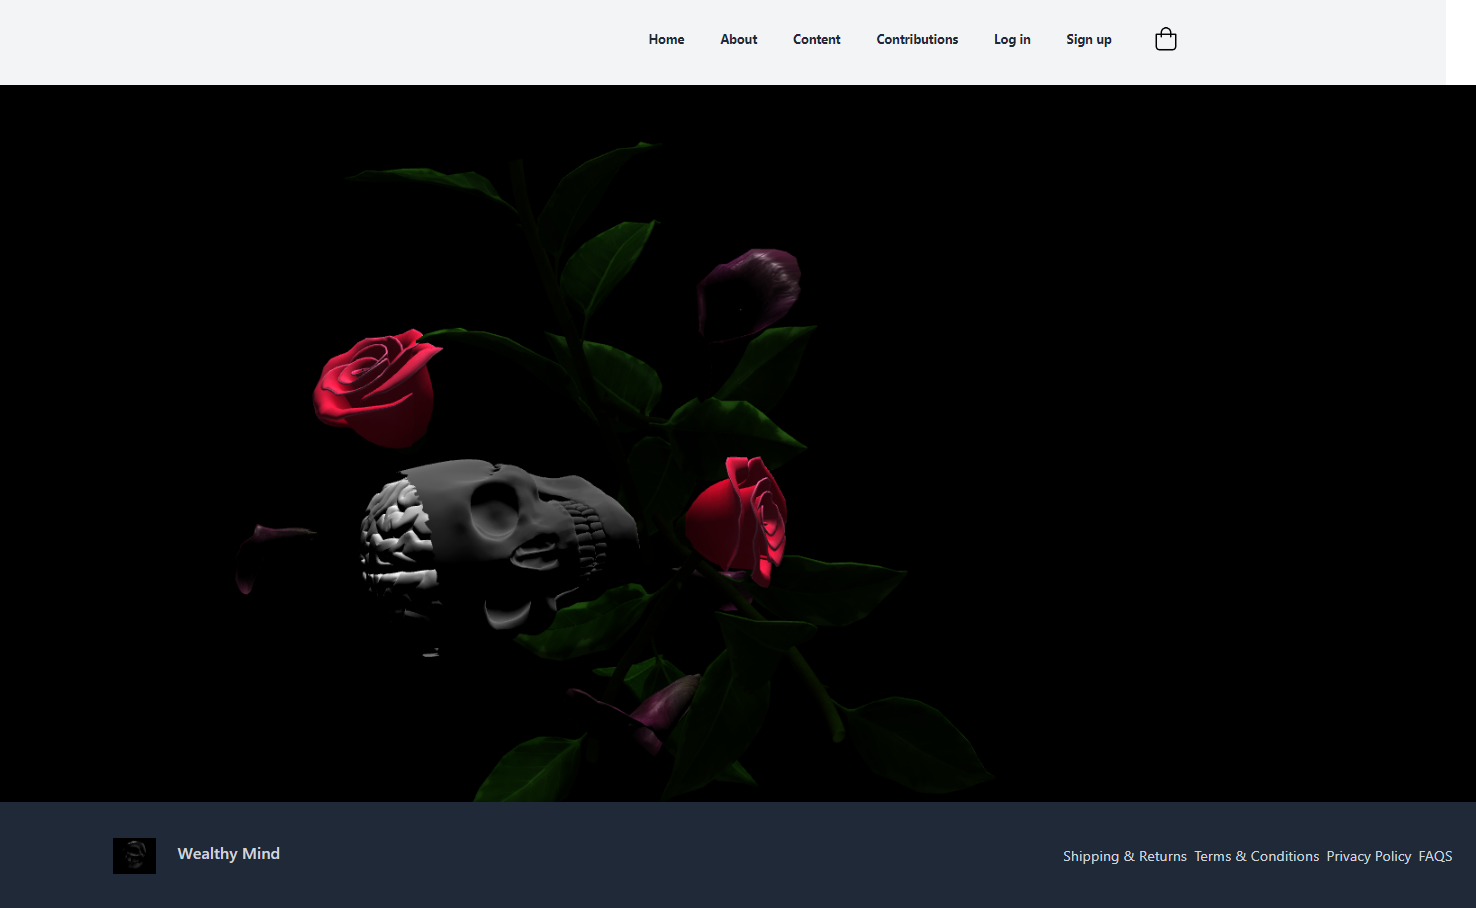 Home About Content Contributions Log in Sign up
Wealthy Mind
Shipping & Returns Terms & Conditions Privacy Policy FAQS